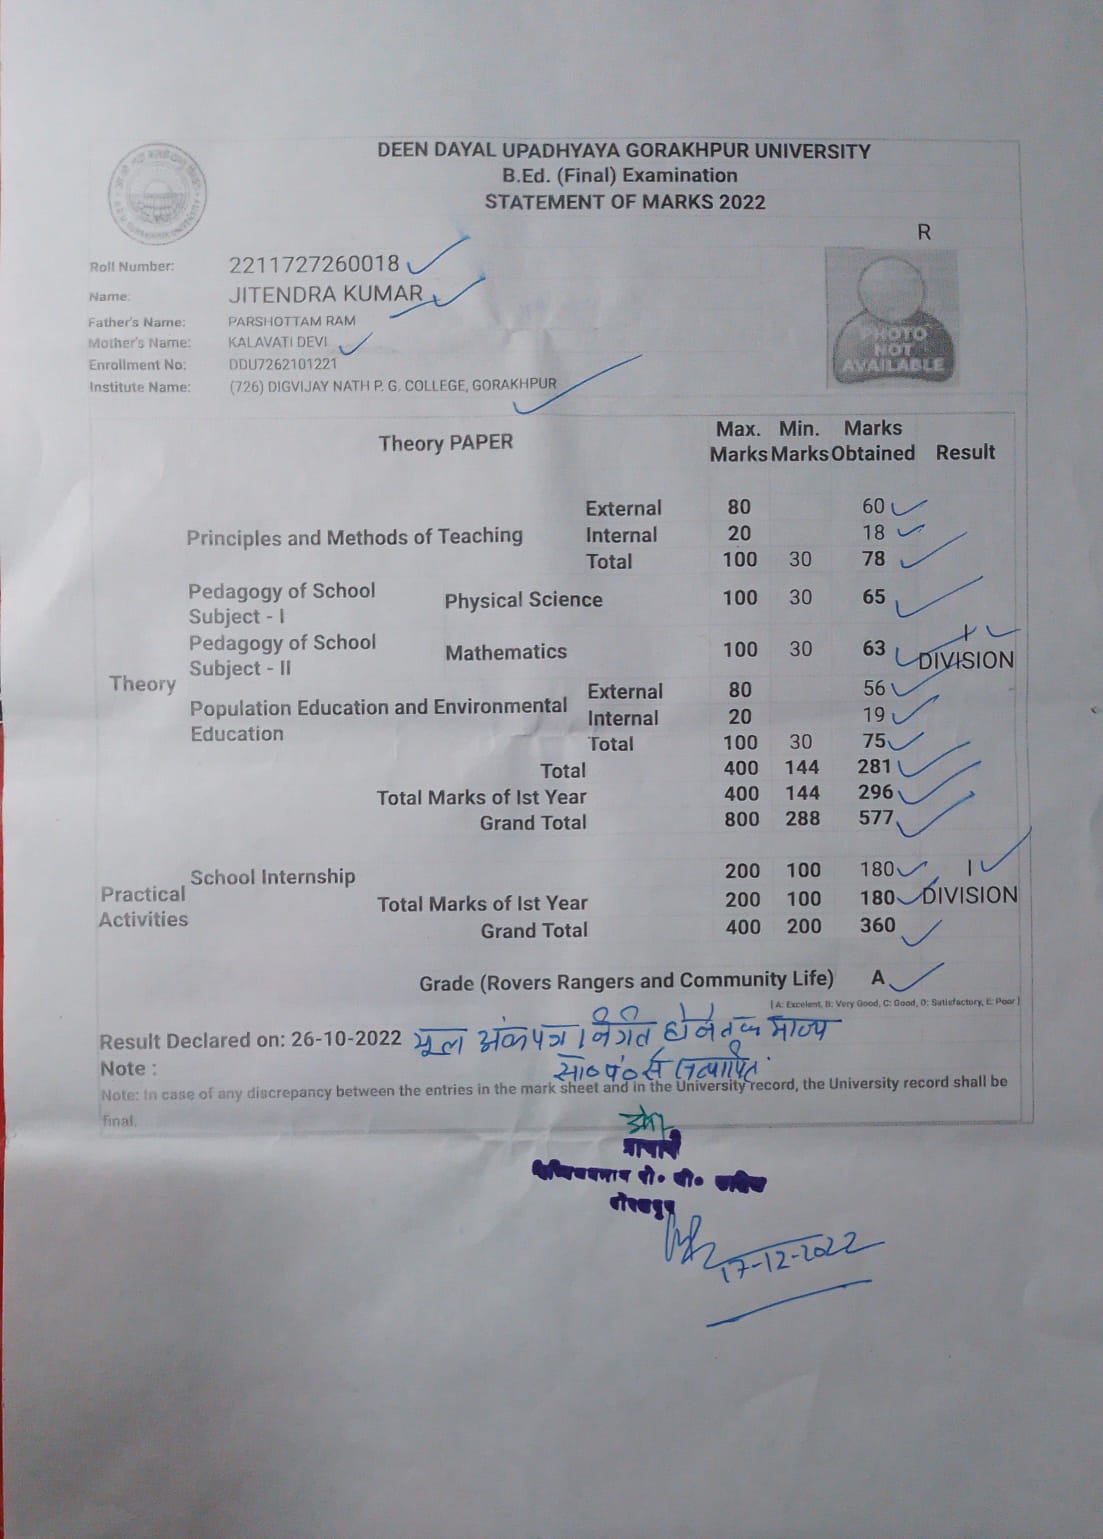 DEEN DAYAL UPADHYAYA GORAKHPUR UNIVERSITY
B.Ed. (Final) Examination
STATEMENT OF MARKS 2022
R
Roll Number: 2211727260018
Name: JITENDRA KUMAR
Father's Name: PARSHOTTAM RAM
Mother's Name: KALAVATI DEVI
Enrollment No: DDU7262101221
Institute Name: (726) DIGVIJAY NATH P. G. COLLEGE, GORAKHPUR
PHOTO
NOT
AVAILABLE
Theory PAPER Max. Marks Min. Marks Marks Obtained Result
Theory
Principles and Methods of Teaching
External 80 60
Internal 20 18
Total 100 30 78
Pedagogy of School Subject - I Physical Science 100 30 65
Pedagogy of School Subject - II Mathematics 100 30 63
I DIVISION
Population Education and Environmental Education
External 80 56
Internal 20 19
Total 100 30 75
Total 400 144 281
Total Marks of Ist Year 400 144 296
Grand Total 800 288 577
Practical Activities
School Internship 200 100 180
I DIVISION
Total Marks of Ist Year 200 100 180
Grand Total 400 200 360
Grade (Rovers Rangers and Community Life) A
[ A: Excelent, B: Very Good, C: Good, D: Satisfactory, E: Poor ]
Result Declared on: 26-10-2022 मूल अंकपत्र निर्गत होने तक मान्य
Note :
Note: In case of any discrepancy between the entries in the mark sheet and in the University record, the University record shall be
final.
प्राचार्य
दिग्विजयनाथ पी० जी० कालेज
गोरखपुर
17-12-2022